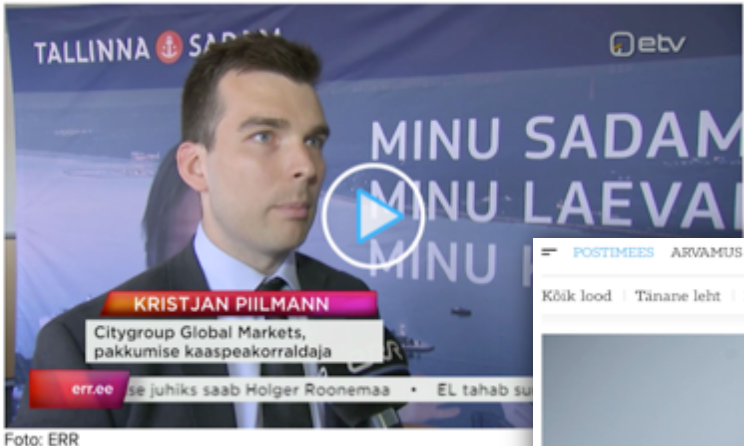 TALLINNA SADAM
etv
MINU SADAM
MINU LAEVA
MINU
KRISTJAN PIILMANN
Citygroup Global Markets,
pakkumise kaaspeakorraldaja
err.ee
se juhiks saab Holger Roonemaa • EL tahab su
Foto: ERR
POSTIMEES ARVAMUS
Kõik lood Tänane leht